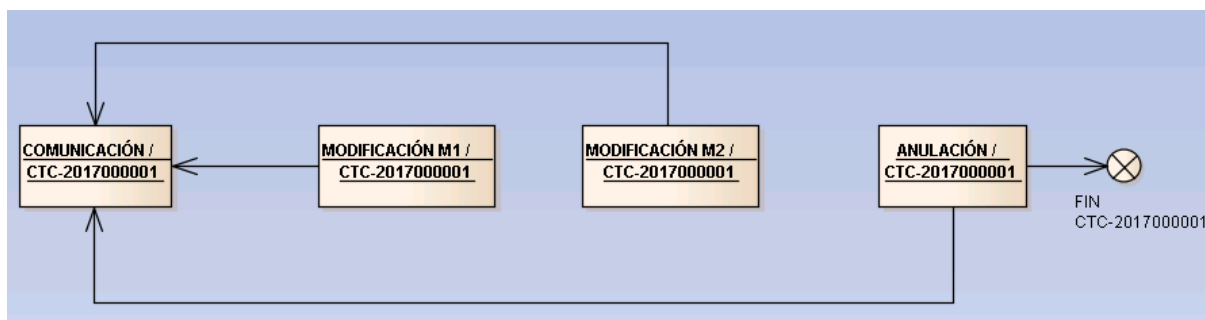 COMUNICACIÓN /
CTC-2017000001
MODIFICACIÓN M1 /
CTC-2017000001
MODIFICACIÓN M2 /
CTC-2017000001
ANULACIÓN /
CTC-2017000001
FIN
CTC-2017000001